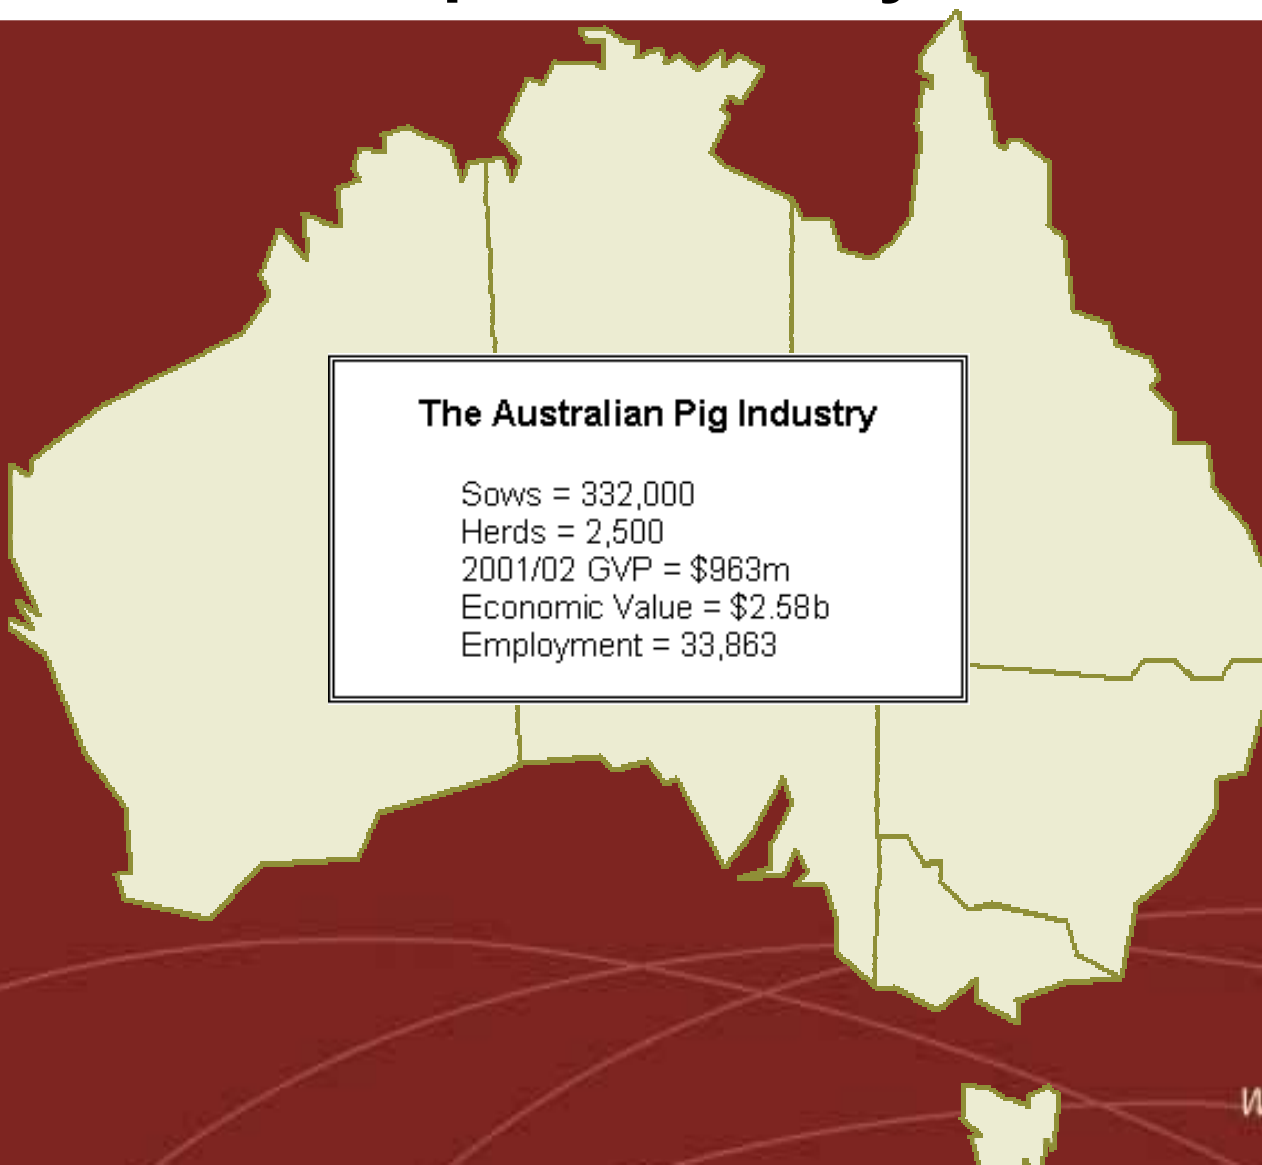 The Australian Pig Industry
Sows = 332,000
Herds = 2,500
2001/02 GVP = $963m
Economic Value = $2.58b
Employment = 33,863